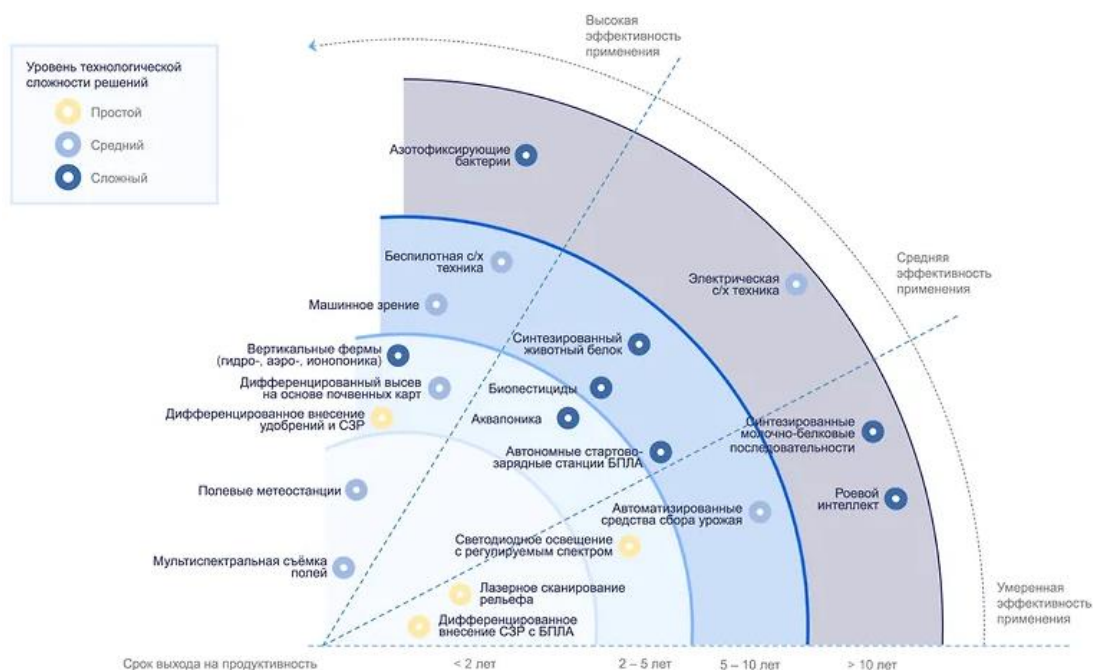 Высокая
эффективность
применения
Уровень технологической
сложности решений
Простой
Средний
Сложный
Азотофиксирующие
бактерии
Беспилотная с/х
техника
Средняя
эффективность
применения
Электрическая
с/х техника
Машинное зрение
Синтезированный
животный белок
Вертикальные фермы
(гидро-, аэро-, ионопоника)
Дифференцированный высев
на основе почвенных карт
Биопестициды
Дифференцированное внесение
удобрений и СЗР
Аквапоника
Синтезированные
молочно-белковые
последовательности
Автономные стартово-
зарядные станции БПЛА
Полевые метеостанции
Роевой
интеллект
Автоматизированные
средства сбора урожая
Светодиодное освещение
с регулируемым спектром
Мультиспектральная съёмка
полей
Лазерное сканирование
рельефа
Умеренная
эффективность
применения
Дифференцированное
внесение СЗР с БПЛА
Срок выхода на продуктивность
< 2 лет
2 – 5 лет
5 – 10 лет
> 10 лет